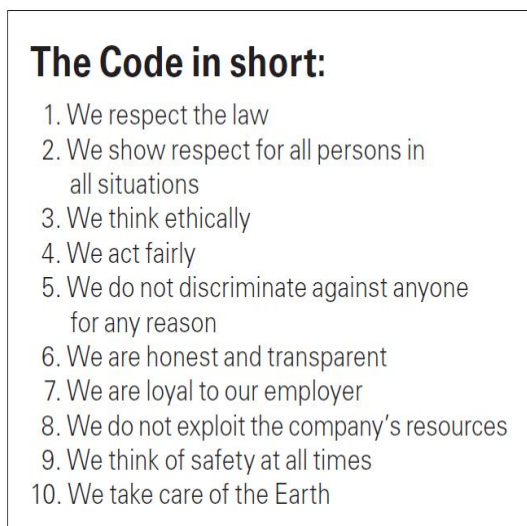 The Code in short:
1. We respect the law
2. We show respect for all persons in
all situations
3. We think ethically
4. We act fairly
5. We do not discriminate against anyone
for any reason
6. We are honest and transparent
7. We are loyal to our employer
8. We do not exploit the company's resources
9. We think of safety at all times
10. We take care of the Earth